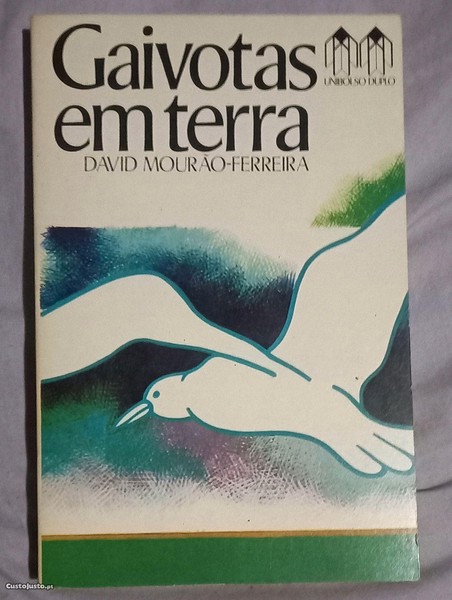 Gaivotas
em terra
DAVID MOURÃO-FERREIRA
UNIBOLSO DUPLO
CustoJusto.pt